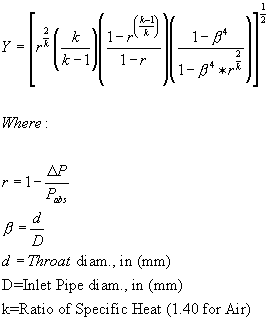 Y = [r^(2/k) (k/(k−1)) ((1−r^((k−1)/k))/(1−r)) ((1−β^4)/(1−β^4*r^(2/k)))]^(1/2)
Where:
r = 1 − ΔP/P_abs
β = d/D
d = Throat diam., in (mm)
D=Inlet Pipe diam., in (mm)
k=Ratio of Specific Heat (1.40 for Air)